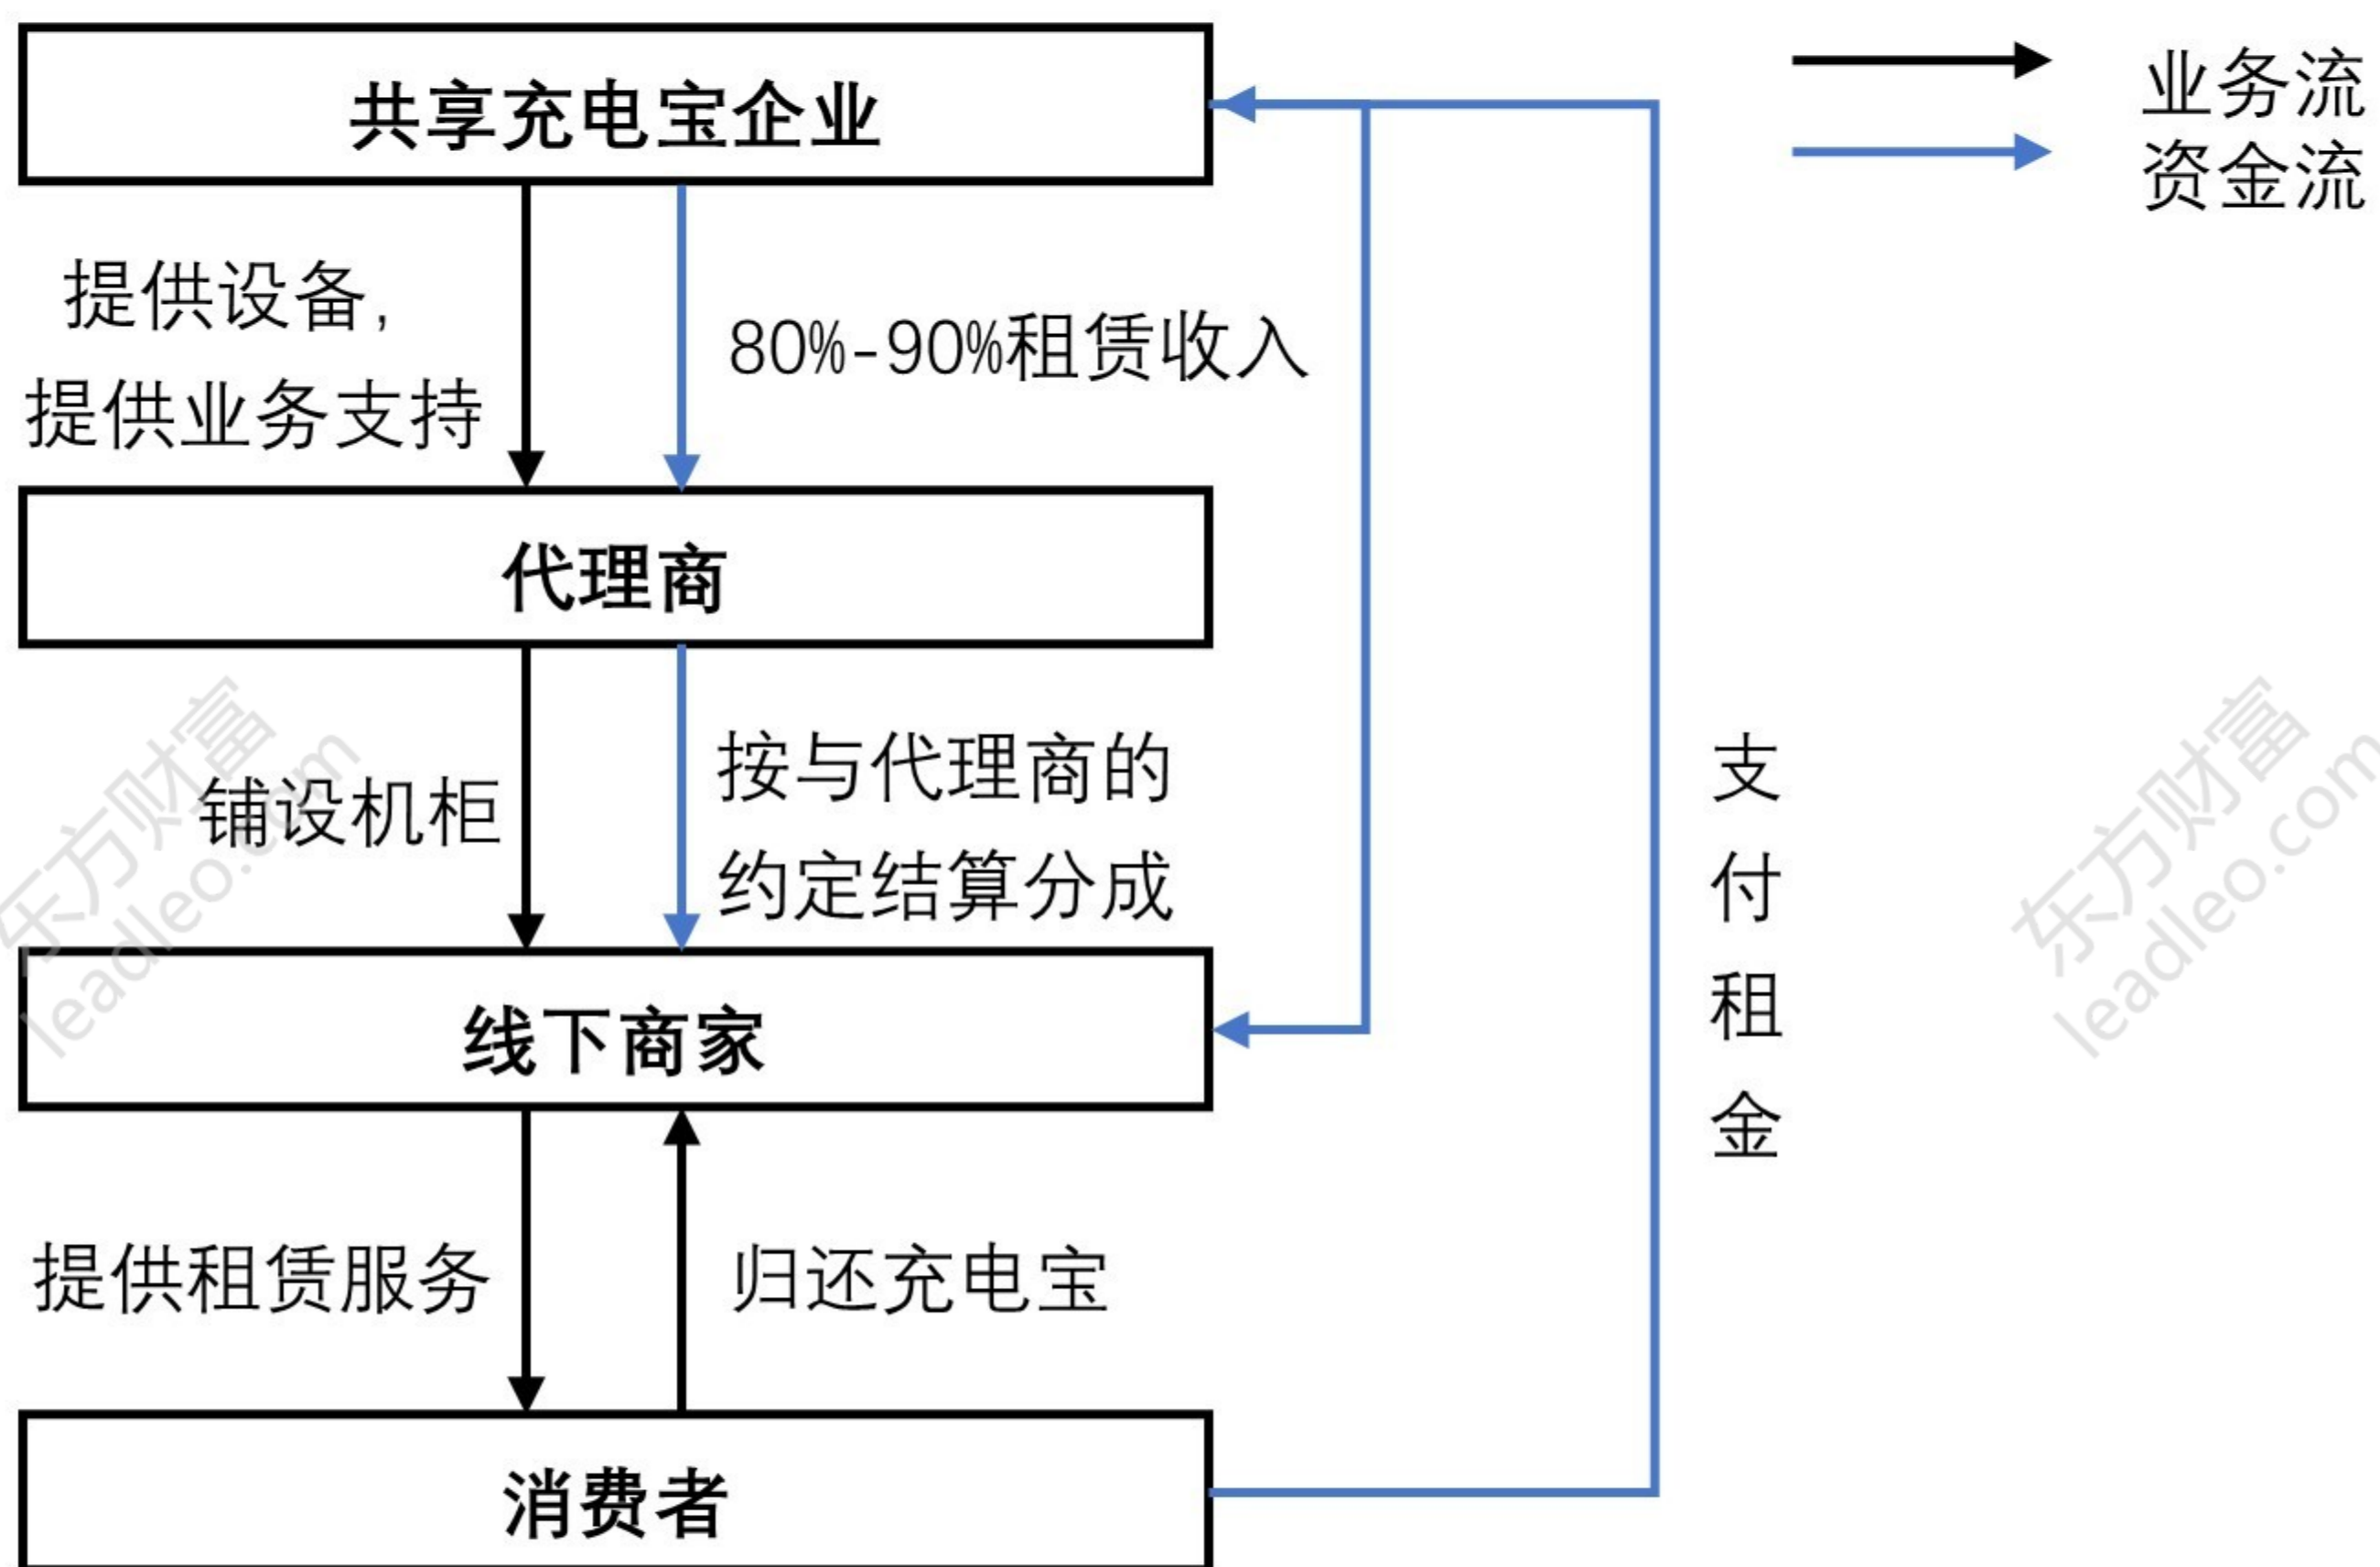 共享充电宝企业
业务流
资金流
提供设备,
提供业务支持
80%-90%租赁收入
代理商
铺设机柜
按与代理商的
约定结算分成
支
付
租
金
线下商家
提供租赁服务
归还充电宝
消费者
东方财富
leadleo.com
东方财富
leadleo.com